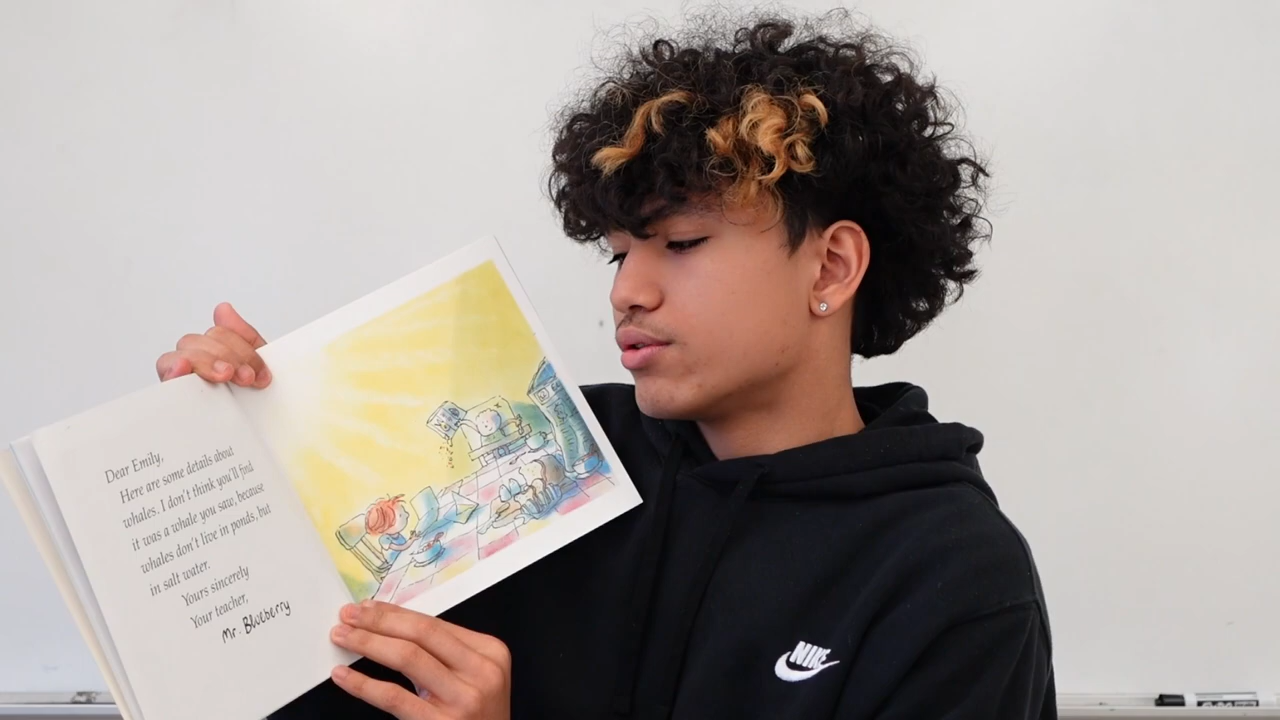 Dear Emily,
Here are some details about
whales. I don't think you'll find
it was a whale you saw, because
whales don't live in ponds, but
in salt water.
Yours sincerely
Your teacher,
Mr. Blueberry
NIKE